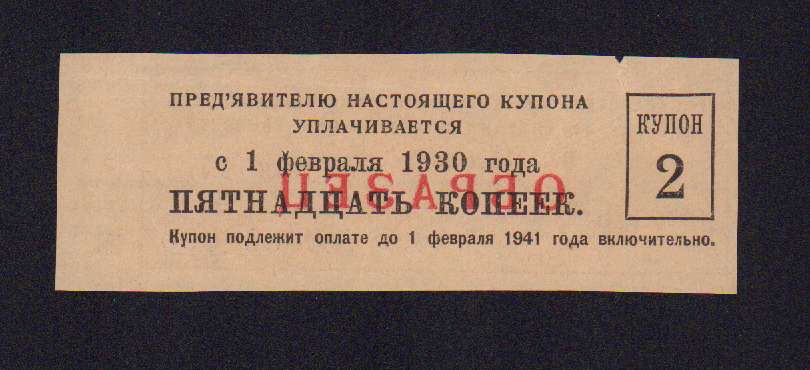 ПРЕД'ЯВИТЕЛЮ НАСТОЯЩЕГО КУПОНА
УПЛАЧИВАЕТСЯ
с 1 февраля 1930 года
ОБРАЗЕЦ
ПЯТНАДЦАТЬ КОПЕЕК.
Купон подлежит оплате до 1 февраля 1941 года включительно.
КУПОН
2